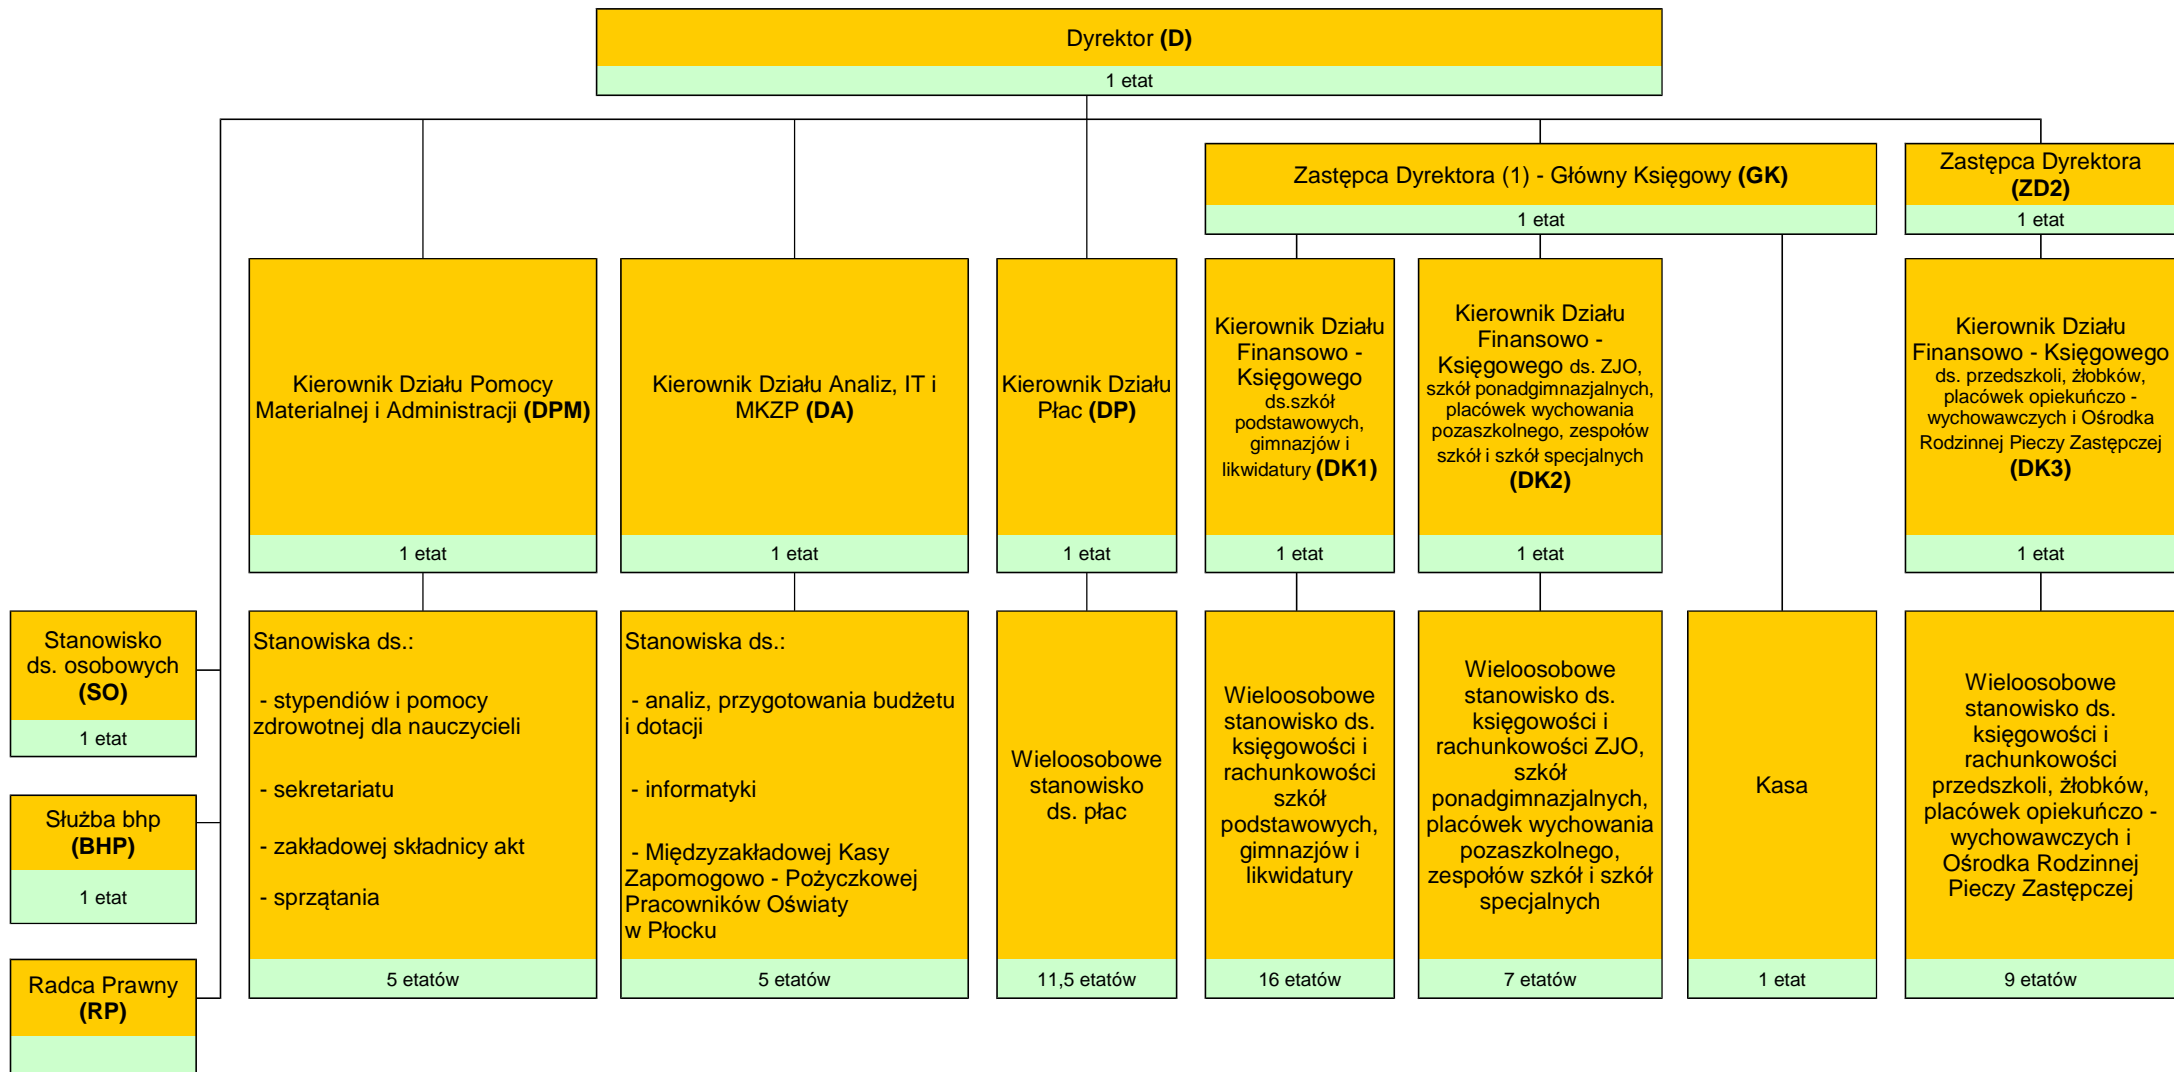 Dyrektor (D)
1 etat
Zastępca Dyrektora (1) - Główny Księgowy (GK)
1 etat
Zastępca Dyrektora
(ZD2)
1 etat
Kierownik Działu Pomocy
Materialnej i Administracji (DPM)
1 etat
Kierownik Działu Analiz, IT i
MKZP (DA)
1 etat
Kierownik Działu
Płac (DP)
1 etat
Kierownik Działu
Finansowo -
Księgowego
ds.szkół
podstawowych,
gimnazjów i
likwidatury (DK1)
1 etat
Kierownik Działu
Finansowo -
Księgowego ds. ZJO,
szkół ponadgimnazjalnych,
placówek wychowania
pozaszkolnego, zespołów
szkół i szkół specjalnych
(DK2)
1 etat
Kierownik Działu
Finansowo - Księgowego
ds. przedszkoli, żłobków,
placówek opiekuńczo -
wychowawczych i Ośrodka
Rodzinnej Pieczy Zastępczej
(DK3)
1 etat
Stanowisko
ds. osobowych
(SO)
1 etat
Służba bhp
(BHP)
1 etat
Radca Prawny
(RP)
Stanowiska ds.:
- stypendiów i pomocy
zdrowotnej dla nauczycieli
- sekretariatu
- zakładowej składnicy akt
- sprzątania
5 etatów
Stanowiska ds.:
- analiz, przygotowania budżetu
i dotacji
- informatyki
- Międzyzakładowej Kasy
Zapomogowo - Pożyczkowej
Pracowników Oświaty
w Płocku
5 etatów
Wieloosobowe
stanowisko
ds. płac
11,5 etatów
Wieloosobowe
stanowisko ds.
księgowości i
rachunkowości
szkół
podstawowych,
gimnazjów i
likwidatury
16 etatów
Wieloosobowe
stanowisko ds.
księgowości i
rachunkowości ZJO,
szkół
ponadgimnazjalnych,
placówek wychowania
pozaszkolnego,
zespołów szkół i szkół
specjalnych
7 etatów
Kasa
1 etat
Wieloosobowe
stanowisko ds.
księgowości i
rachunkowości
przedszkoli, żłobków,
placówek opiekuńczo -
wychowawczych i
Ośrodka Rodzinnej
Pieczy Zastępczej
9 etatów